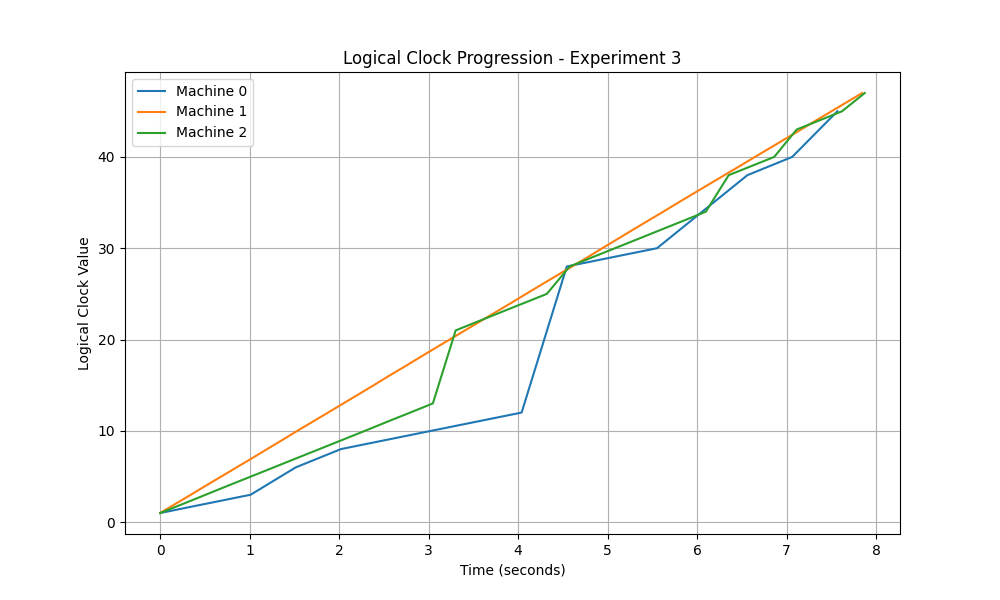 Logical Clock Progression - Experiment 3
Machine 0
Machine 1
Machine 2
Logical Clock Value
40
30
20
10
0
0 1 2 3 4 5 6 7 8
Time (seconds)